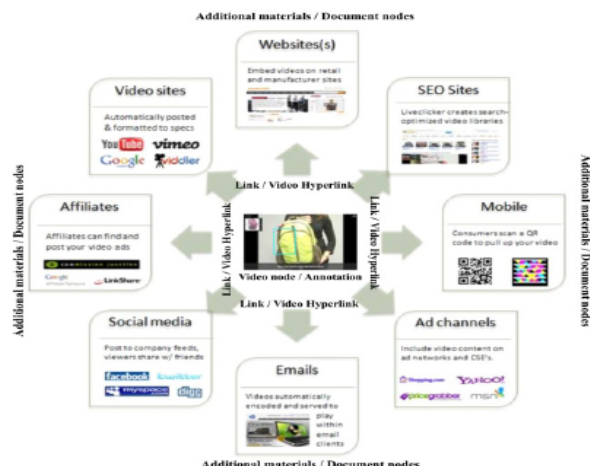 Additional materials / Document nodes
Websites(s)
Embed videos on retail
and manufacturer sites
Video sites
Automatically posted
& formatted to specs
YouTube vimeo
Google viddler
SEO Sites
Liveclicker creates search-
optimized video libraries
Link / Video Hyperlink
Additional materials / Document nodes
Affiliates
Affiliates can find and
post your video ads
commission junction
Google
LinkShare
Link / Video Hyperlink
Video node / Annotation
Link / Video Hyperlink
Mobile
Consumers scan a QR
code to pull up your video
Additional materials / Document nodes
Link / Video Hyperlink
Social media
Post to company feeds,
viewers share w/ friends
facebook twitter
myspace digg
Emails
Videos automatically
encoded and served to
play
within
email
clients
Ad channels
Include video content on
ad networks and CSE's.
Shopping.com YAHOO!
pricegrabber msn
Additional materials / Document nodes